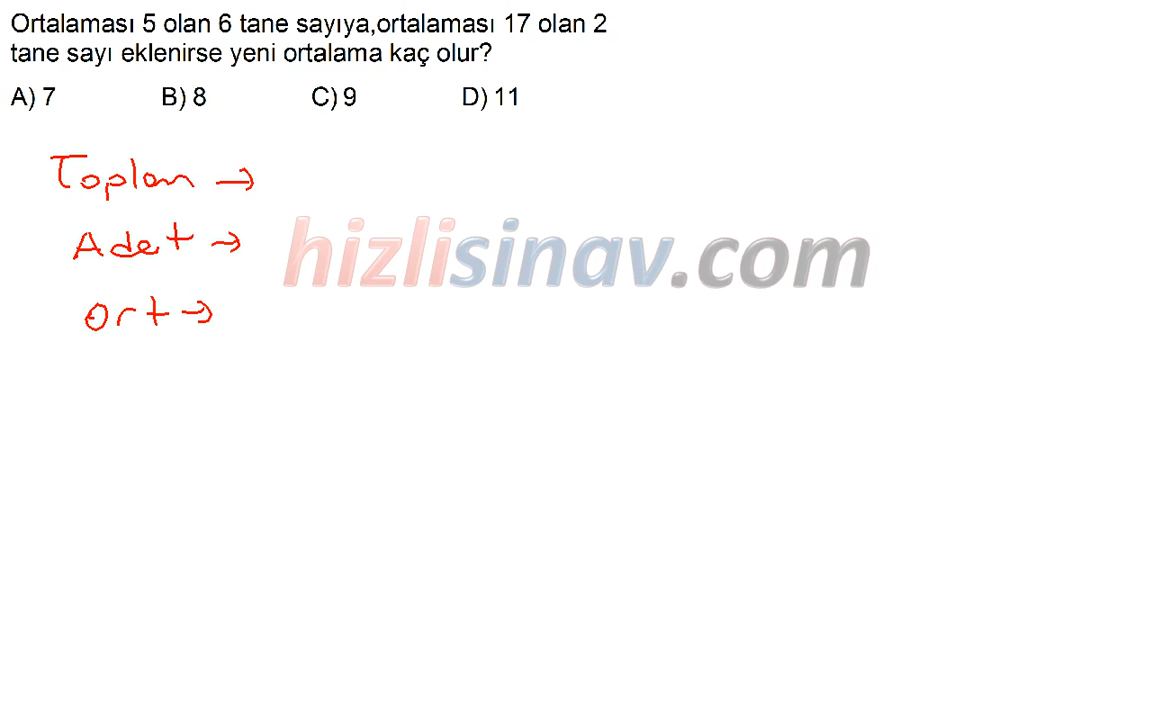 Ortalaması 5 olan 6 tane sayıya,ortalaması 17 olan 2
tane sayı eklenirse yeni ortalama kaç olur?
A) 7 B) 8 C) 9 D) 11
Toplam →
Adet →
Ort →
hizlisinav.com